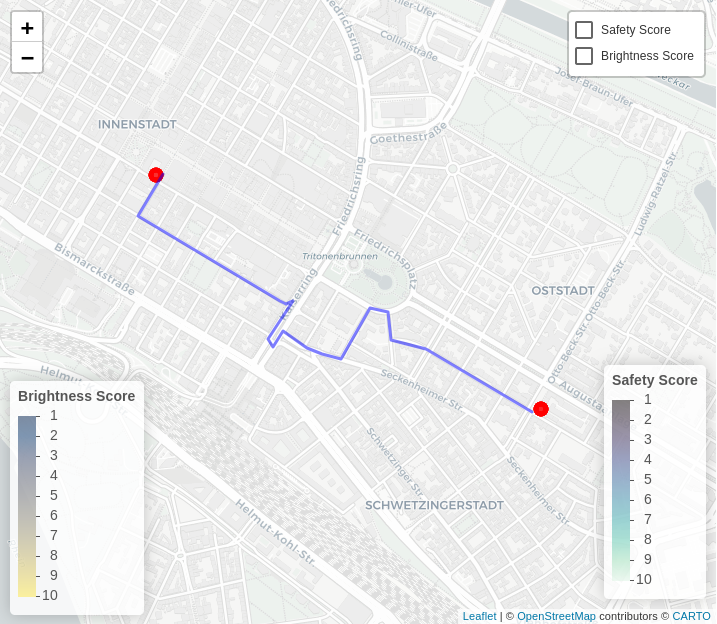 +
−
Safety Score
Brightness Score
Friedrichsring
Collinistraße
Josef-Braun-Ufer
INNENSTADT
Goethestraße
Ludwig-Ratzel-Str.
Friedrichsring
Friedrichsplatz
Bismarckstraße
Tritonenbrunnen
Kaiserring
OSTSTADT
Otto-Beck-Str.
Otto-Beck-Str.
Seckenheimer Str.
Schwetzinger Str.
Seckenheimer Str.
SCHWETZINGERSTADT
Helmut-Kohl-Str.
Brightness Score
1
2
3
4
5
6
7
8
9
10
Safety Score
1
2
3
4
5
6
7
8
9
10
Leaflet | © OpenStreetMap contributors © CARTO